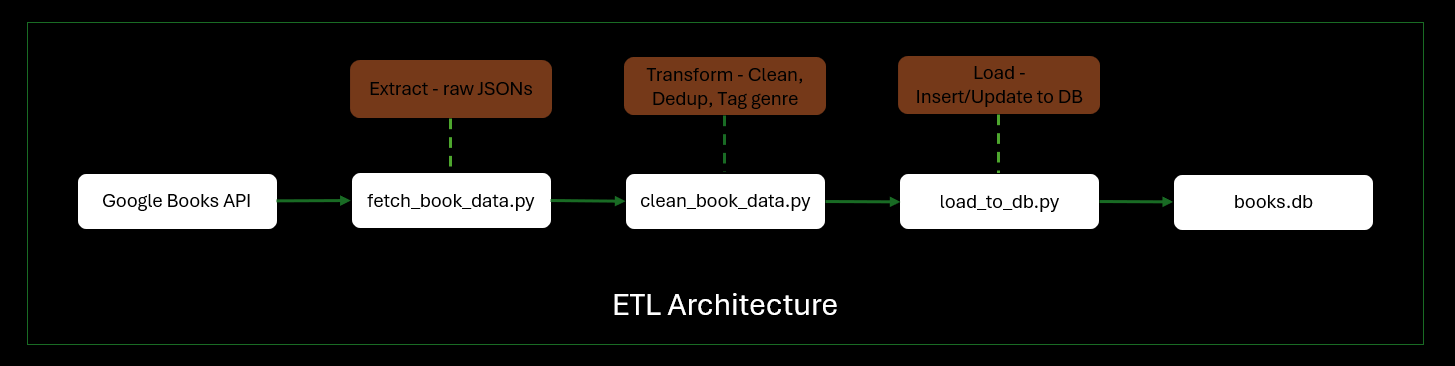 Extract - raw JSONs
Transform - Clean,
Dedup, Tag genre
Load -
Insert/Update to DB
Google Books API
fetch_book_data.py
clean_book_data.py
load_to_db.py
books.db
ETL Architecture